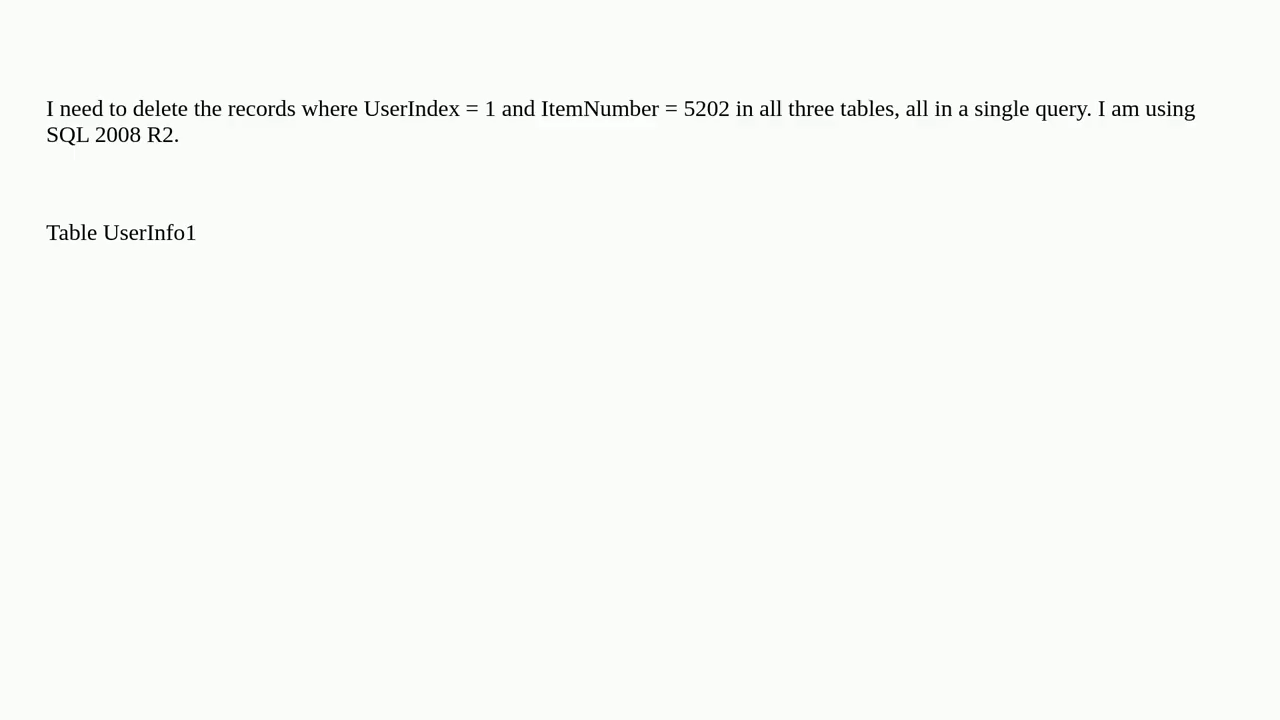 I need to delete the records where UserIndex = 1 and ItemNumber = 5202 in all three tables, all in a single query. I am using
SQL 2008 R2.
Table UserInfo1